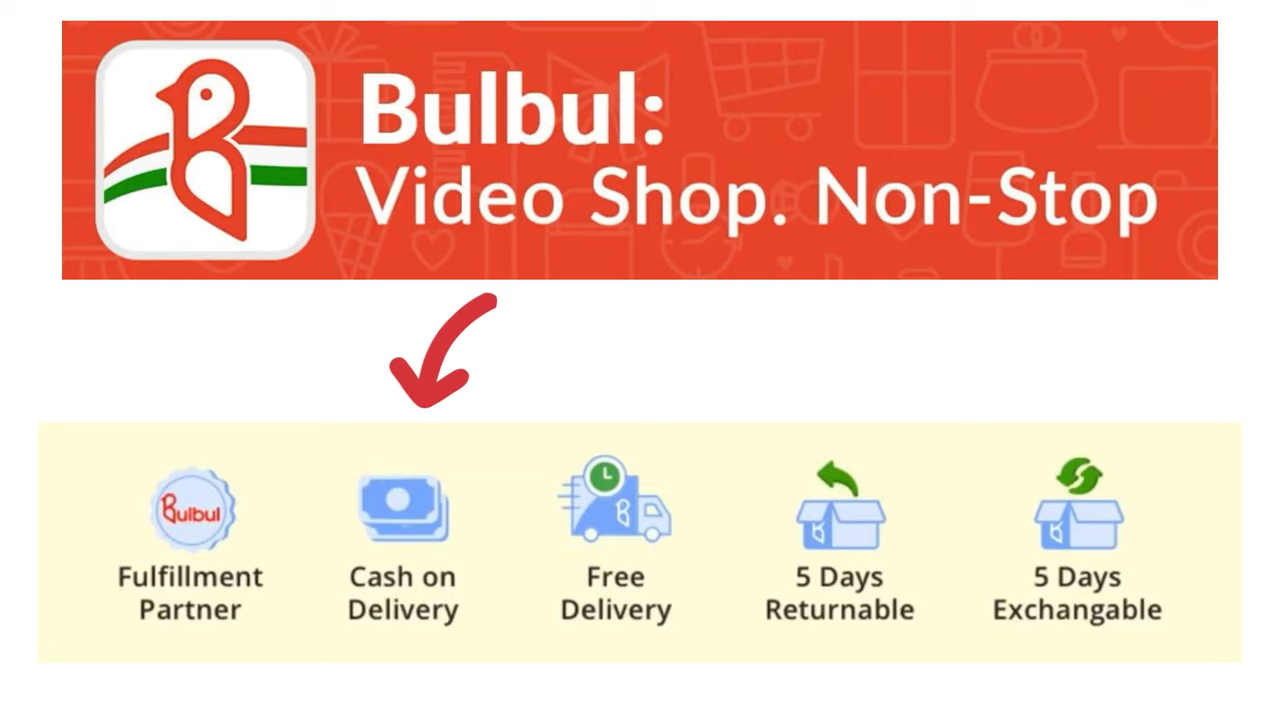 Bulbul:
Video Shop. Non-Stop
Bulbul
Fulfillment
Partner
Cash on
Delivery
Free
Delivery
5 Days
Returnable
5 Days
Exchangable